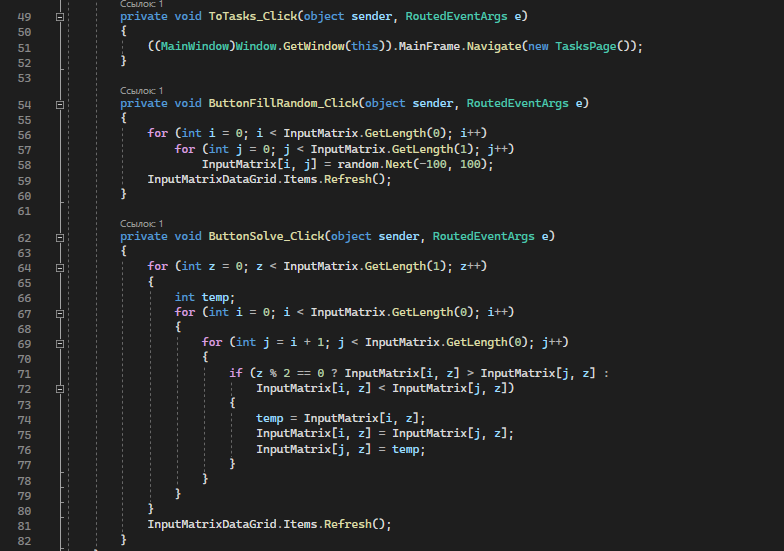 Ссылок: 1
49 private void ToTasks_Click(object sender, RoutedEventArgs e)
50 {
51 ((MainWindow)Window.GetWindow(this)).MainFrame.Navigate(new TasksPage());
52 }
53
Ссылок: 1
54 private void ButtonFillRandom_Click(object sender, RoutedEventArgs e)
55 {
56 for (int i = 0; i < InputMatrix.GetLength(0); i++)
57 for (int j = 0; j < InputMatrix.GetLength(1); j++)
58 InputMatrix[i, j] = random.Next(-100, 100);
59 InputMatrixDataGrid.Items.Refresh();
60 }
61
Ссылок: 1
62 private void ButtonSolve_Click(object sender, RoutedEventArgs e)
63 {
64 for (int z = 0; z < InputMatrix.GetLength(1); z++)
65 {
66 int temp;
67 for (int i = 0; i < InputMatrix.GetLength(0); i++)
68 {
69 for (int j = i + 1; j < InputMatrix.GetLength(0); j++)
70 {
71 if (z % 2 == 0 ? InputMatrix[i, z] > InputMatrix[j, z] :
72 InputMatrix[i, z] < InputMatrix[j, z])
73 {
74 temp = InputMatrix[i, z];
75 InputMatrix[i, z] = InputMatrix[j, z];
76 InputMatrix[j, z] = temp;
77 }
78 }
79 }
80 }
81 InputMatrixDataGrid.Items.Refresh();
82 }